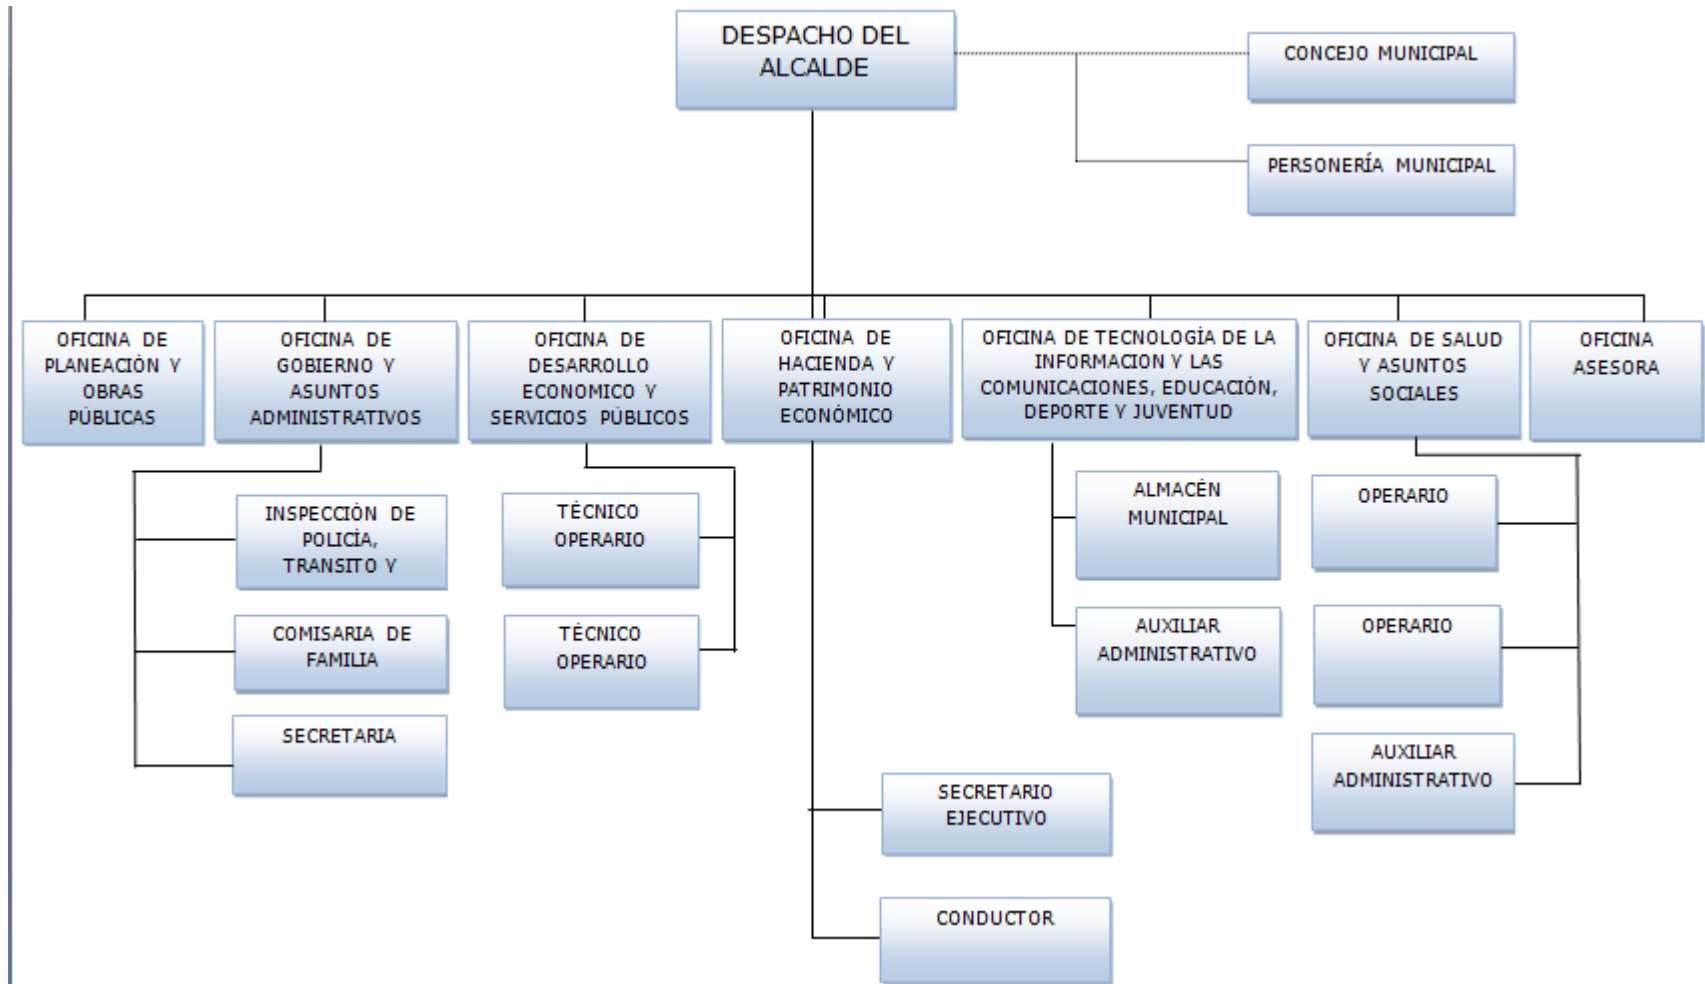 DESPACHO DEL
ALCALDE
CONCEJO MUNICIPAL
PERSONERÍA MUNICIPAL
OFICINA DE
PLANEACIÓN Y
OBRAS
PÚBLICAS
OFICINA DE
GOBIERNO Y
ASUNTOS
ADMINISTRATIVOS
OFICINA DE
DESARROLLO
ECONOMICO Y
SERVICIOS PÚBLICOS
OFICINA DE
HACIENDA Y
PATRIMONIO
ECONÓMICO
OFICINA DE TECNOLOGÍA DE LA
INFORMACION Y LAS
COMUNICACIONES, EDUCACIÓN,
DEPORTE Y JUVENTUD
OFICINA DE SALUD
Y ASUNTOS
SOCIALES
OFICINA
ASESORA
INSPECCIÓN DE
POLICÍA,
TRANSITO Y
COMISARIA DE
FAMILIA
SECRETARIA
TÉCNICO
OPERARIO
TÉCNICO
OPERARIO
SECRETARIO
EJECUTIVO
CONDUCTOR
ALMACÉN
MUNICIPAL
AUXILIAR
ADMINISTRATIVO
OPERARIO
OPERARIO
AUXILIAR
ADMINISTRATIVO